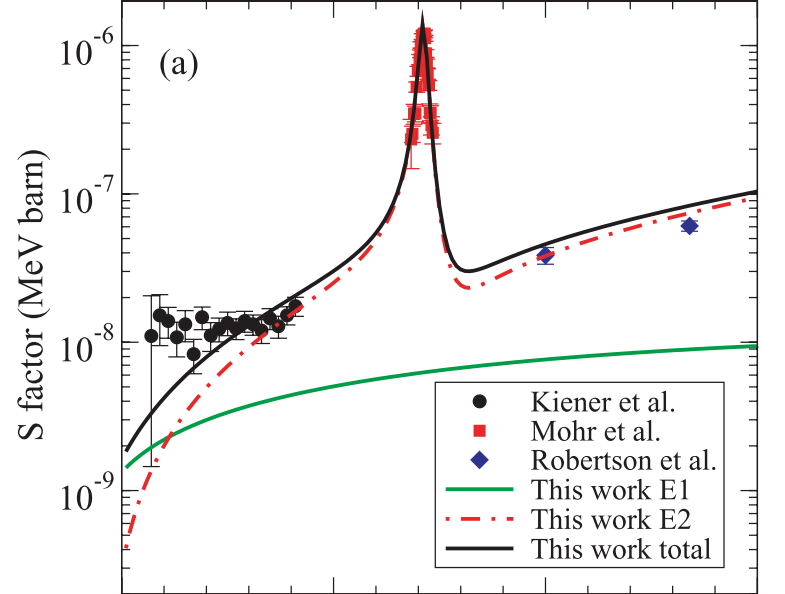 (a)
10⁻⁶
10⁻⁷
10⁻⁸
10⁻⁹
S factor (MeV barn)
Kiener et al.
Mohr et al.
Robertson et al.
This work E1
This work E2
This work total